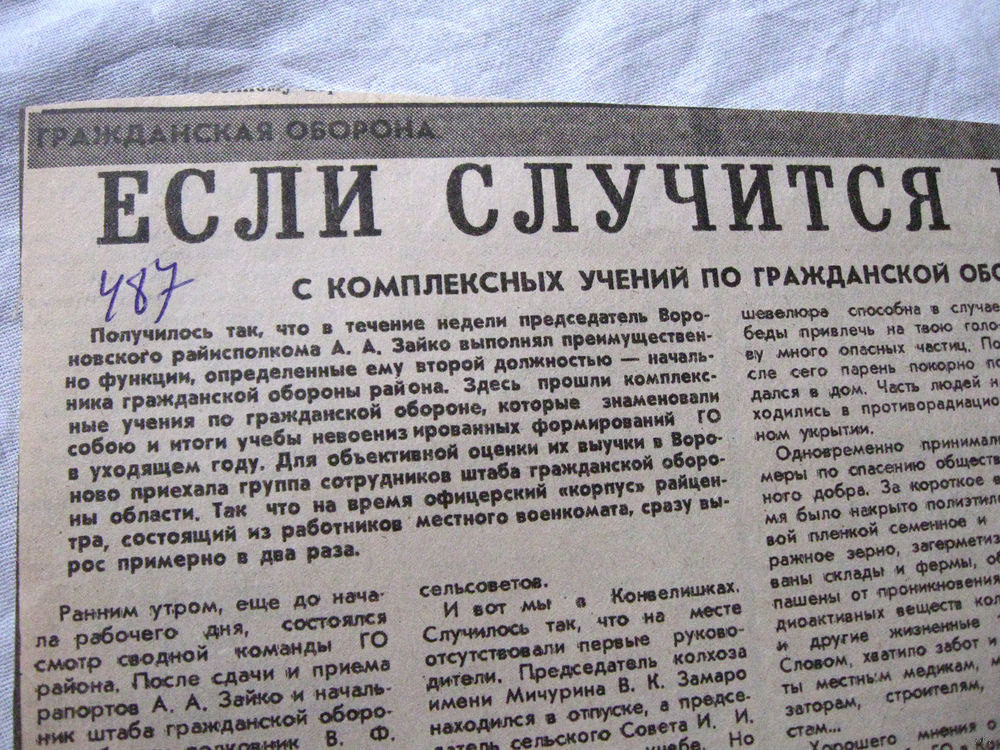 ГРАЖДАНСКАЯ ОБОРОНА
ЕСЛИ СЛУЧИТСЯ
487
С КОМПЛЕКСНЫХ УЧЕНИЙ ПО ГРАЖДАНСКОЙ ОБО
Получилось так, что в течение недели председатель Воро-
новского райисполкома А. А. Зайко выполнял преимуществен-
но функции, определенные ему второй должностью — началь-
ника гражданской обороны района. Здесь прошли комплекс-
ные учения по гражданской обороне, которые знаменовали
собою и итоги учебы невоенизированных формирований ГО
в уходящем году. Для объективной оценки их выучки в Воро-
ново приехала группа сотрудников штаба гражданской оборо-
ны области. Так что на время офицерский «корпус» райцен-
тра, состоящий из работников местного военкомата, сразу вы-
рос примерно в два раза.
Ранним утром, еще до нача-
ла рабочего дня, состоялся
смотр сводной команды ГО
района. После сдачи и приема
рапортов А. А. Зайко и началь-
ник штаба гражданской оборо-
полковник В. Ф.
сельсоветов.
И вот мы в Конвелишках.
Случилось так, что на месте
отсутствовали первые руково-
дители. Председатель колхоза
имени Мичурина В. К. Замаро
находился в отпуске, а предсе-
датель сельского Совета И. И.
учебе. Но
шевелюра способна в случае
беды привлечь на твою голо-
ву много опасных частиц. По
сле сего парень покорно по
дался в дом. Часть людей н
ходились в противорадиацио
ном укрытии.
Одновременно принимали
меры по спасению обществ
ного добра. За короткое
мя было накрыто полиэтил
вой пленкой семенное и
ражное зерно, загерметиз
ваны склады и фермы, об
пашены от проникновения
диоактивных веществ кол
и другие жизненные
Словом, хватило забот и
ты местным медикам, м
заторам, строителям,
стам...
Хорошего мнения о